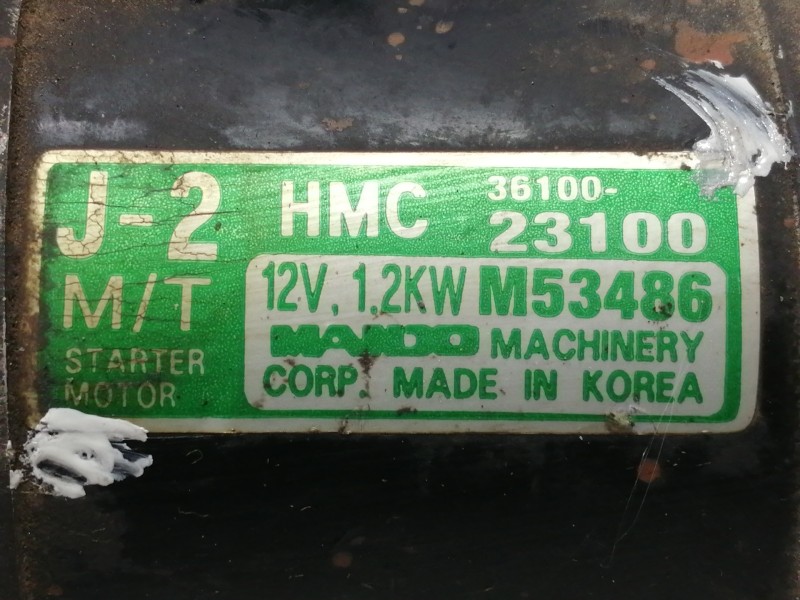 J-2
M/T
STARTER
MOTOR
HMC 36100-
23100
12V, 1.2KW M53486
MANDO MACHINERY
CORP. MADE IN KOREA